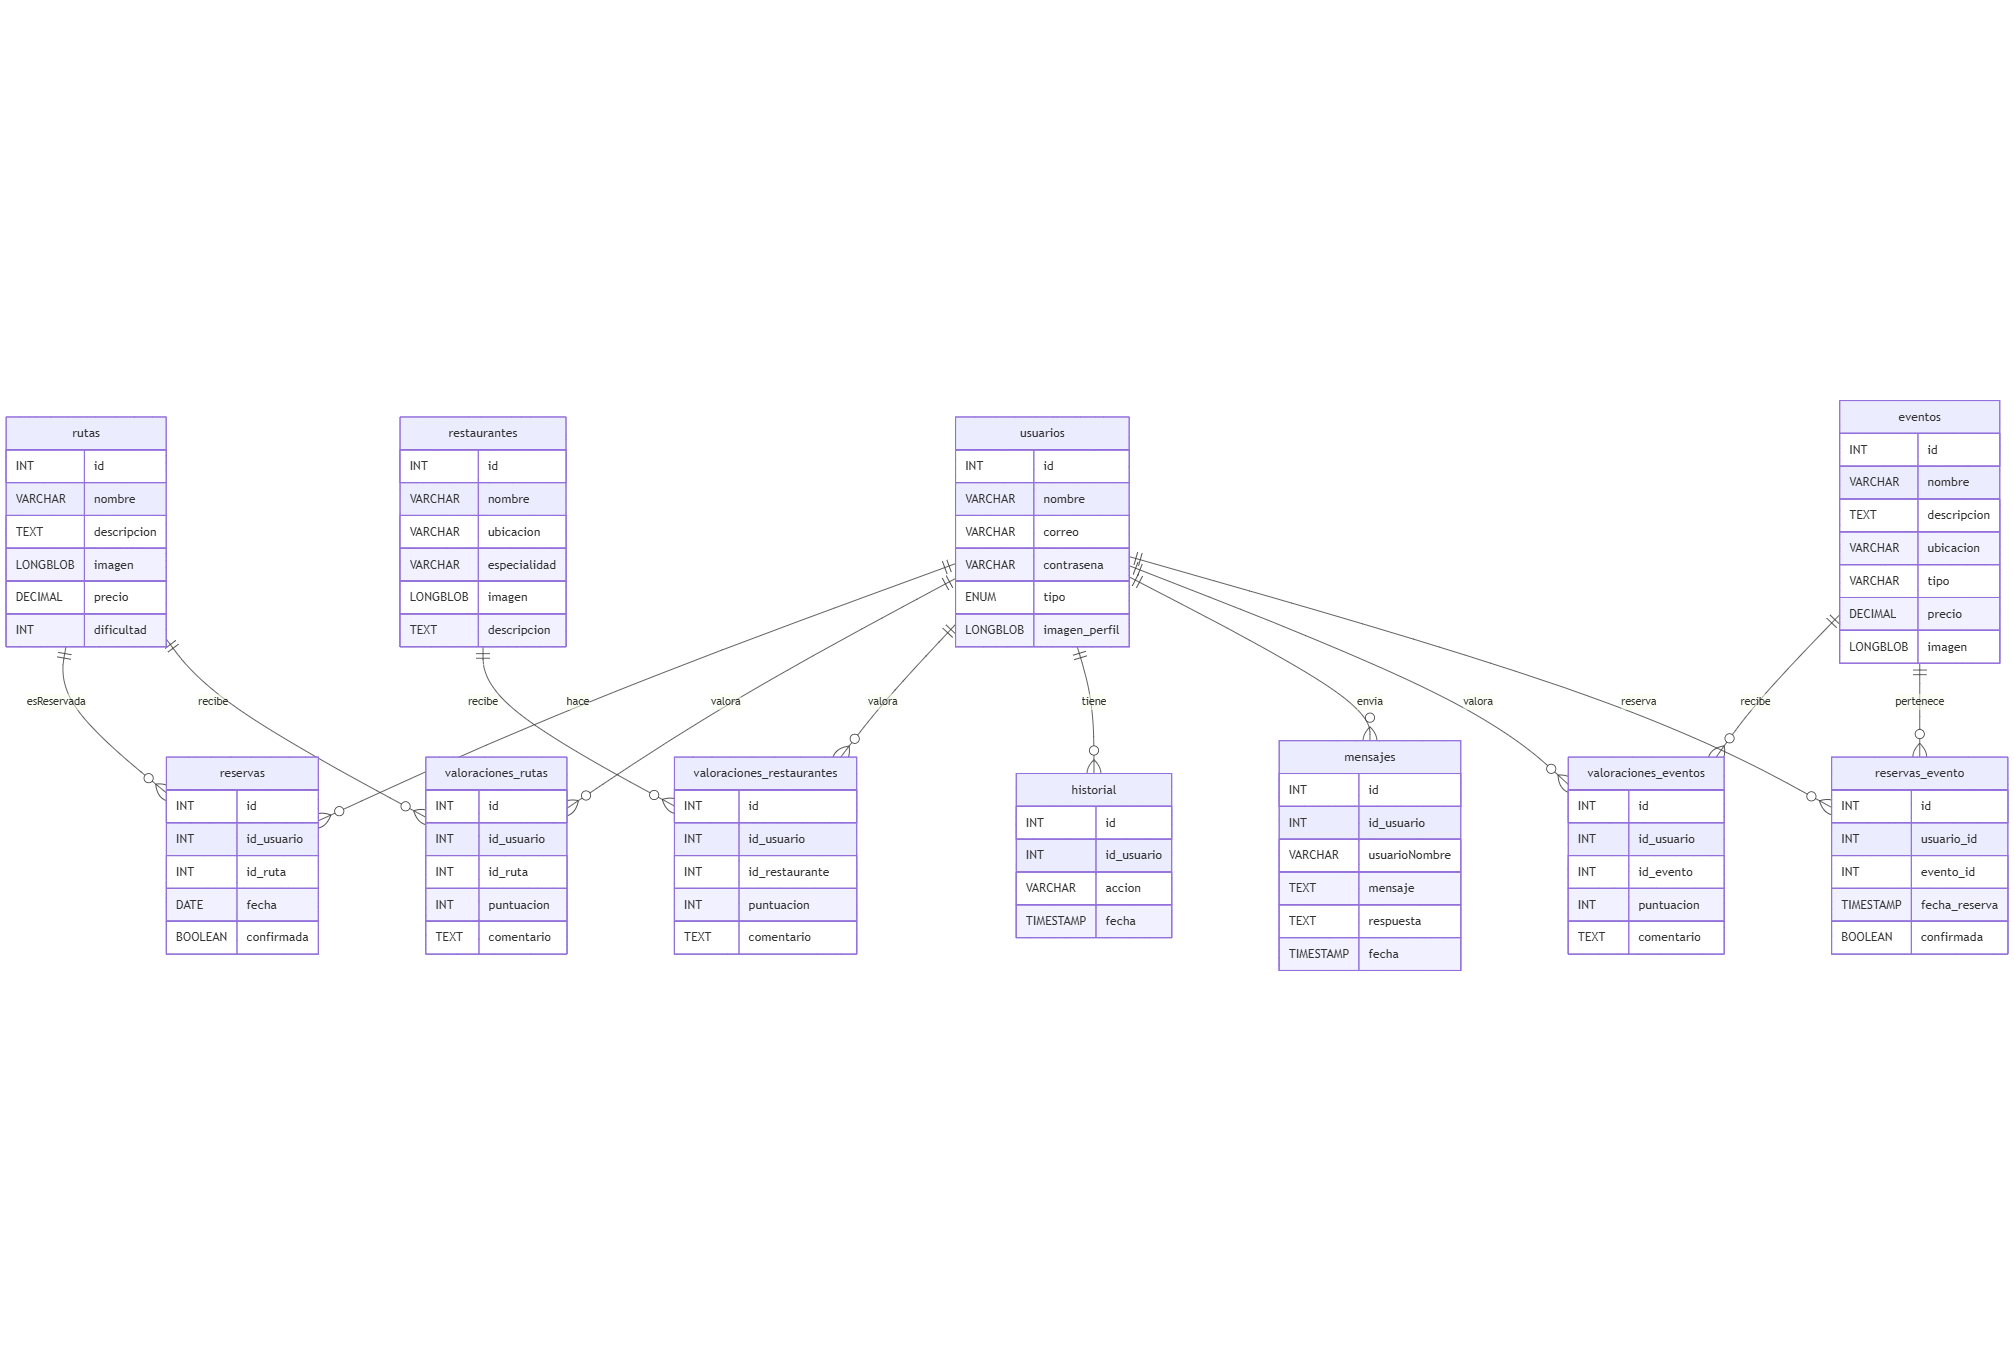 rutas
INT id
VARCHAR nombre
TEXT descripcion
LONGBLOB imagen
DECIMAL precio
INT dificultad
restaurantes
INT id
VARCHAR nombre
VARCHAR ubicacion
VARCHAR especialidad
LONGBLOB imagen
TEXT descripcion
usuarios
INT id
VARCHAR nombre
VARCHAR correo
VARCHAR contrasena
ENUM tipo
LONGBLOB imagen_perfil
eventos
INT id
VARCHAR nombre
TEXT descripcion
VARCHAR ubicacion
VARCHAR tipo
DECIMAL precio
LONGBLOB imagen
esReservada
recibe
recibe
hace
valora
valora
tiene
envia
valora
reserva
recibe
pertenece
reservas
INT id
INT id_usuario
INT id_ruta
DATE fecha
BOOLEAN confirmada
valoraciones_rutas
INT id
INT id_usuario
INT id_ruta
INT puntuacion
TEXT comentario
valoraciones_restaurantes
INT id
INT id_usuario
INT id_restaurante
INT puntuacion
TEXT comentario
historial
INT id
INT id_usuario
VARCHAR accion
TIMESTAMP fecha
mensajes
INT id
INT id_usuario
VARCHAR usuarioNombre
TEXT mensaje
TEXT respuesta
TIMESTAMP fecha
valoraciones_eventos
INT id
INT id_usuario
INT id_evento
INT puntuacion
TEXT comentario
reservas_evento
INT id
INT usuario_id
INT evento_id
TIMESTAMP fecha_reserva
BOOLEAN confirmada